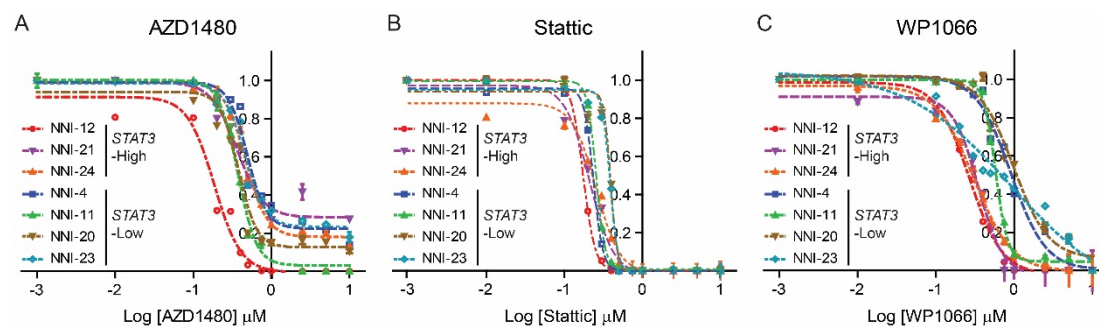 A AZD1480
B Stattic
C WP1066
1.0
0.8
0.6
0.4
0.2
NNI-12
NNI-21
NNI-24
NNI-4
NNI-11
NNI-20
NNI-23
STAT3
-High
STAT3
-Low
-3 -2 -1 0 1
Log [AZD1480] μM
1.0
0.8
0.6
0.4
0.2
NNI-12
NNI-21
NNI-24
NNI-4
NNI-11
NNI-20
NNI-23
STAT3
-High
STAT3
-Low
-3 -2 -1 0 1
Log [Stattic] μM
1.0
0.8
0.6
0.4
0.2
NNI-12
NNI-21
NNI-24
NNI-4
NNI-11
NNI-20
NNI-23
STAT3
-High
STAT3
-Low
-3 -2 -1 0 1
Log [WP1066] μM